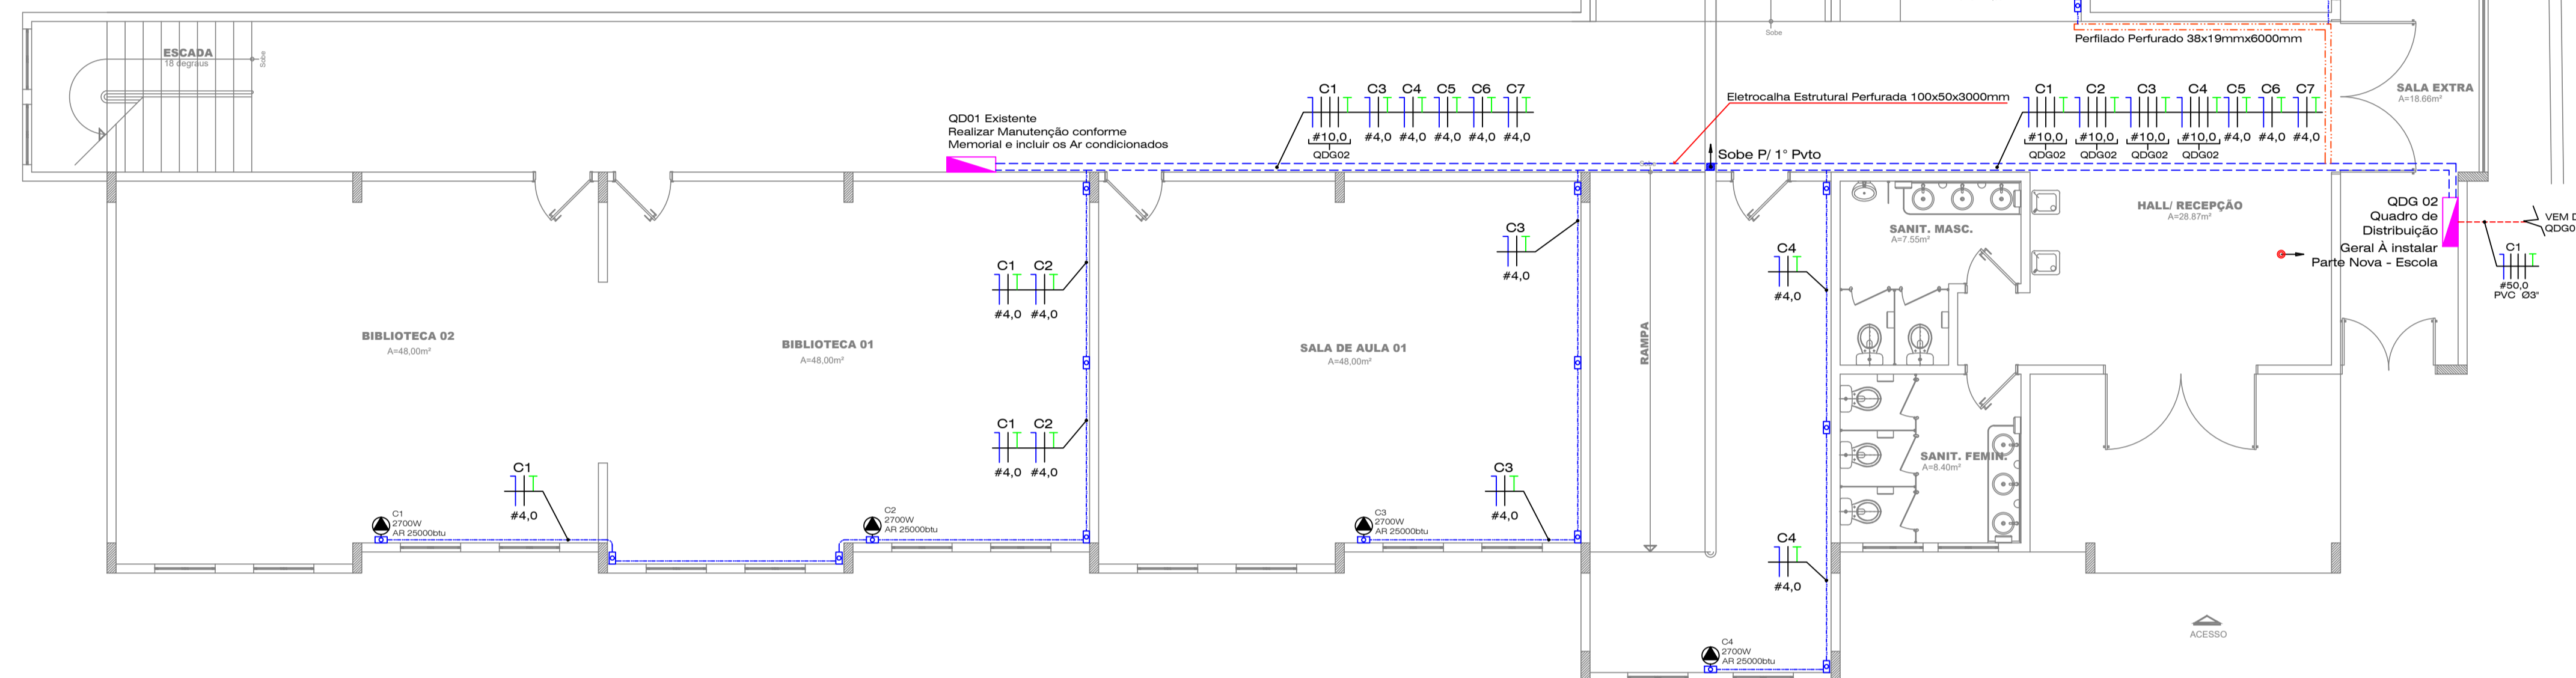 ESCADA
18 degraus
Sobe
QD01 Existente
Realizar Manutenção conforme
Memorial e incluir os Ar condicionados
C1 C3 C4 C5 C6 C7
#10,0 #4,0 #4,0 #4,0 #4,0 #4,0
QDG02
Sobe
Perfilado Perfurado 38x19mmx6000mm
Eletrocalha Estrutural Perfurada 100x50x3000mm
C1 C2 C3 C4 C5 C6 C7
#10,0 #10,0 #10,0 #10,0 #4,0 #4,0 #4,0
QDG02 QDG02 QDG02 QDG02
SALA EXTRA
A=18.66m²
Sobe
Sobe P/ 1° Pvto
SANIT. MASC.
A=7.55m²
HALL/ RECEPÇÃO
A=28.87m²
QDG 02
Quadro de
Distribuição
Geral À instalar
Parte Nova - Escola
VEM D
QDG0
C1
#50,0
PVC Ø3"
C3
#4,0
C4
#4,0
C1 C2
#4,0 #4,0
BIBLIOTECA 02
A=48,00m²
BIBLIOTECA 01
A=48,00m²
SALA DE AULA 01
A=48,00m²
RAMPA
C1 C2
#4,0 #4,0
C1
#4,0
C3
#4,0
SANIT. FEMIN.
A=8.40m²
C1
2700W
AR 25000btu
C2
2700W
AR 25000btu
C3
2700W
AR 25000btu
C4
#4,0
C4
2700W
AR 25000btu
ACESSO